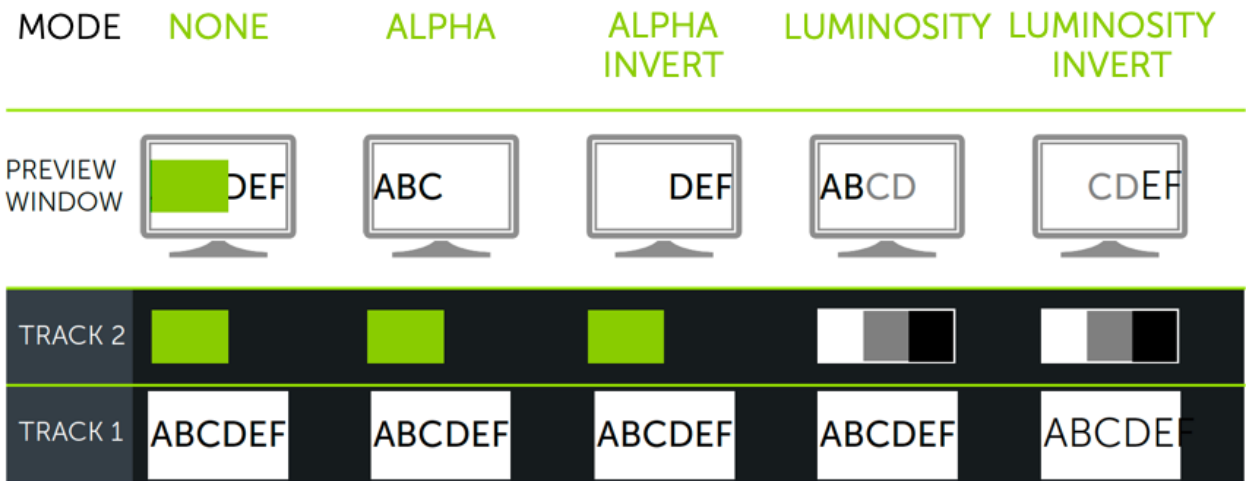 MODE NONE ALPHA ALPHA INVERT LUMINOSITY LUMINOSITY INVERT
PREVIEW WINDOW DEF ABC DEF ABCD CDEF
TRACK 2
TRACK 1 ABCDEF ABCDEF ABCDEF ABCDEF ABCDEF